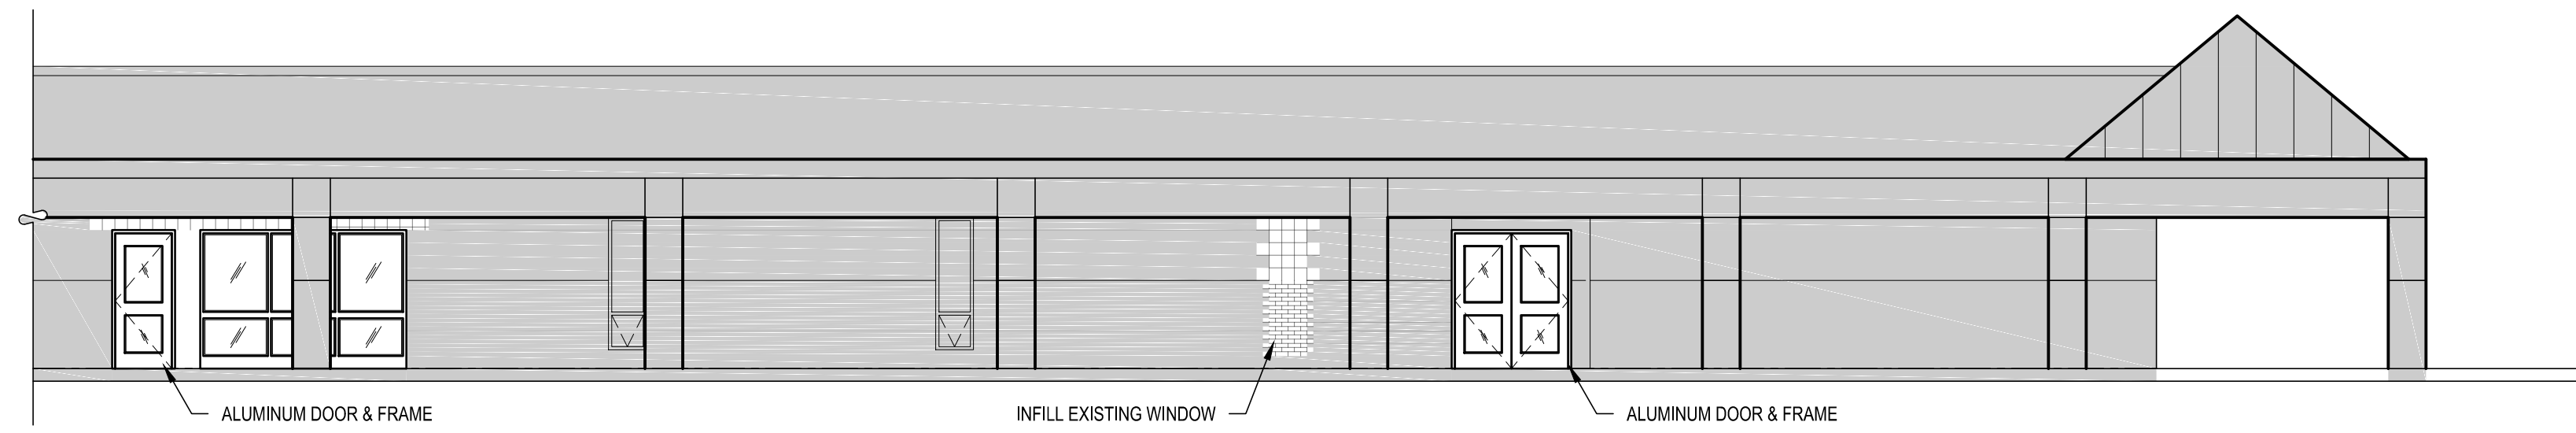 ALUMINUM DOOR & FRAME
INFILL EXISTING WINDOW
ALUMINUM DOOR & FRAME